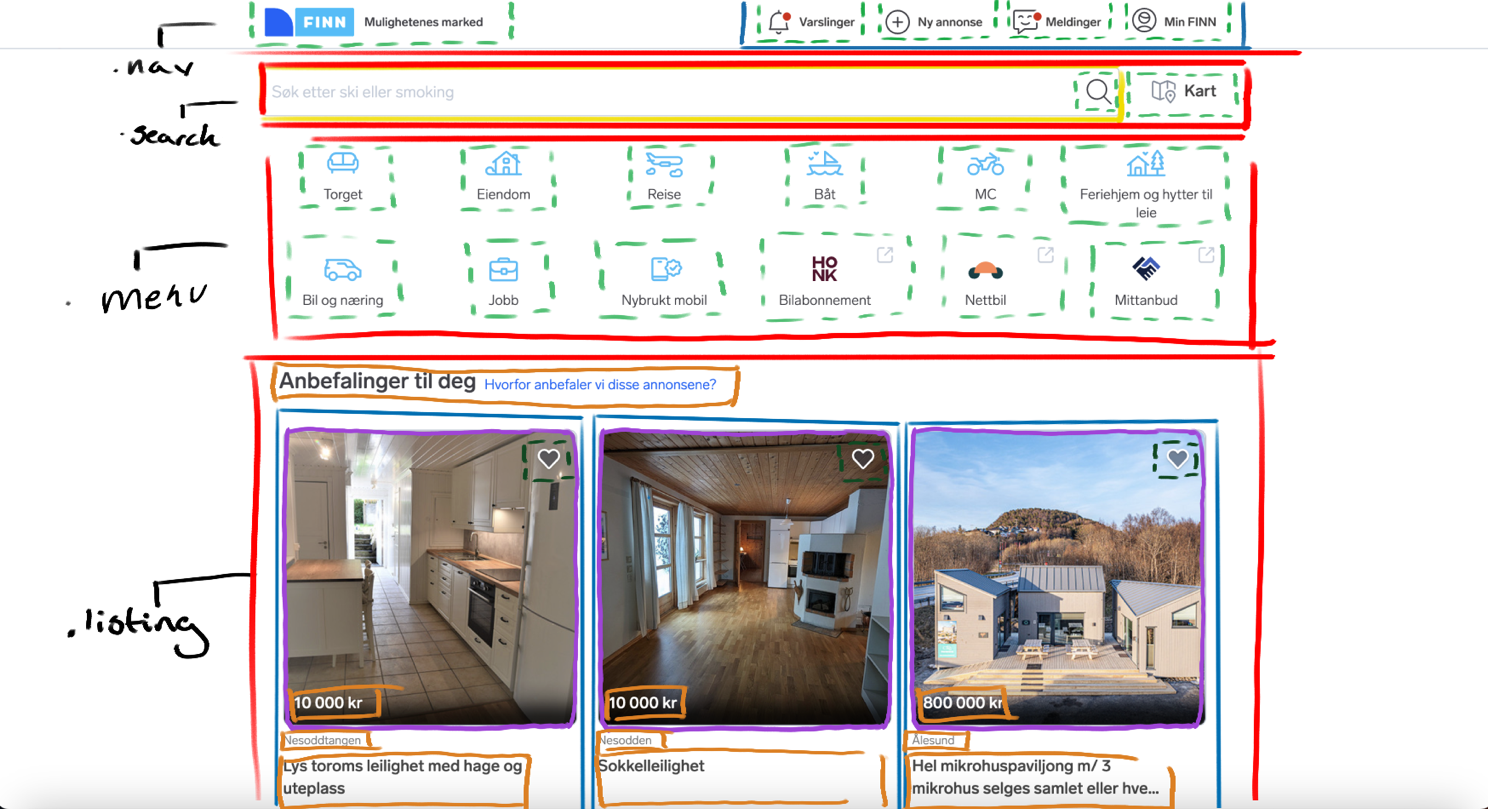 FINN Mulighetenes marked Varslinger Ny annonse Meldinger Min FINN
.nav
Søk etter ski eller smoking Kart
.search
Torget Eiendom Reise Båt MC Feriehjem og hytter til
leie
.menu
HO
NK
Bil og næring Jobb Nybrukt mobil Bilabonnement Nettbil Mittanbud
Anbefalinger til deg Hvorfor anbefaler vi disse annonsene?
.listing
10 000 kr 10 000 kr 800 000 kr
Nesoddtangen Nesodden Ålesund
Lys toroms leilighet med hage og Sokkelleilighet Hel mikrohuspaviljong m/ 3
uteplass mikrohus selges samlet eller hve...